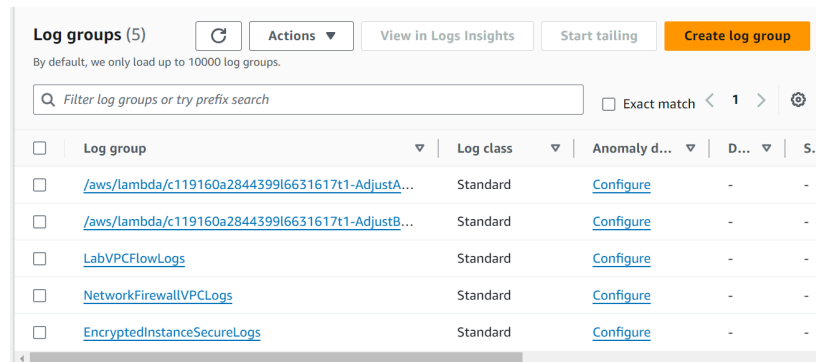 Log groups (5) Actions View in Logs Insights Start tailing Create log group
By default, we only load up to 10000 log groups.
Filter log groups or try prefix search Exact match 1
Log group Log class Anomaly d... D... S.
/aws/lambda/c119160a2844399l6631617t1-AdjustA... Standard Configure - -
/aws/lambda/c119160a2844399l6631617t1-AdjustB... Standard Configure - -
LabVPCFlowLogs Standard Configure - -
NetworkFirewallVPCLogs Standard Configure - -
EncryptedInstanceSecureLogs Standard Configure - -